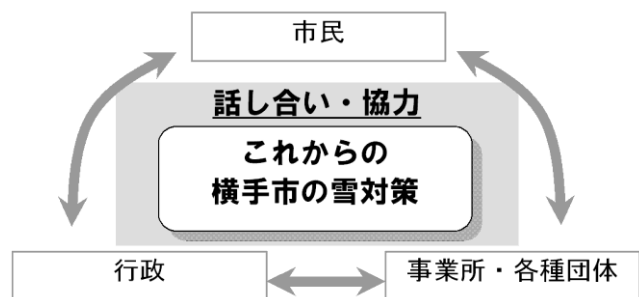 市民
話し合い・協力
これからの
横手市の雪対策
行政
事業所・各種団体